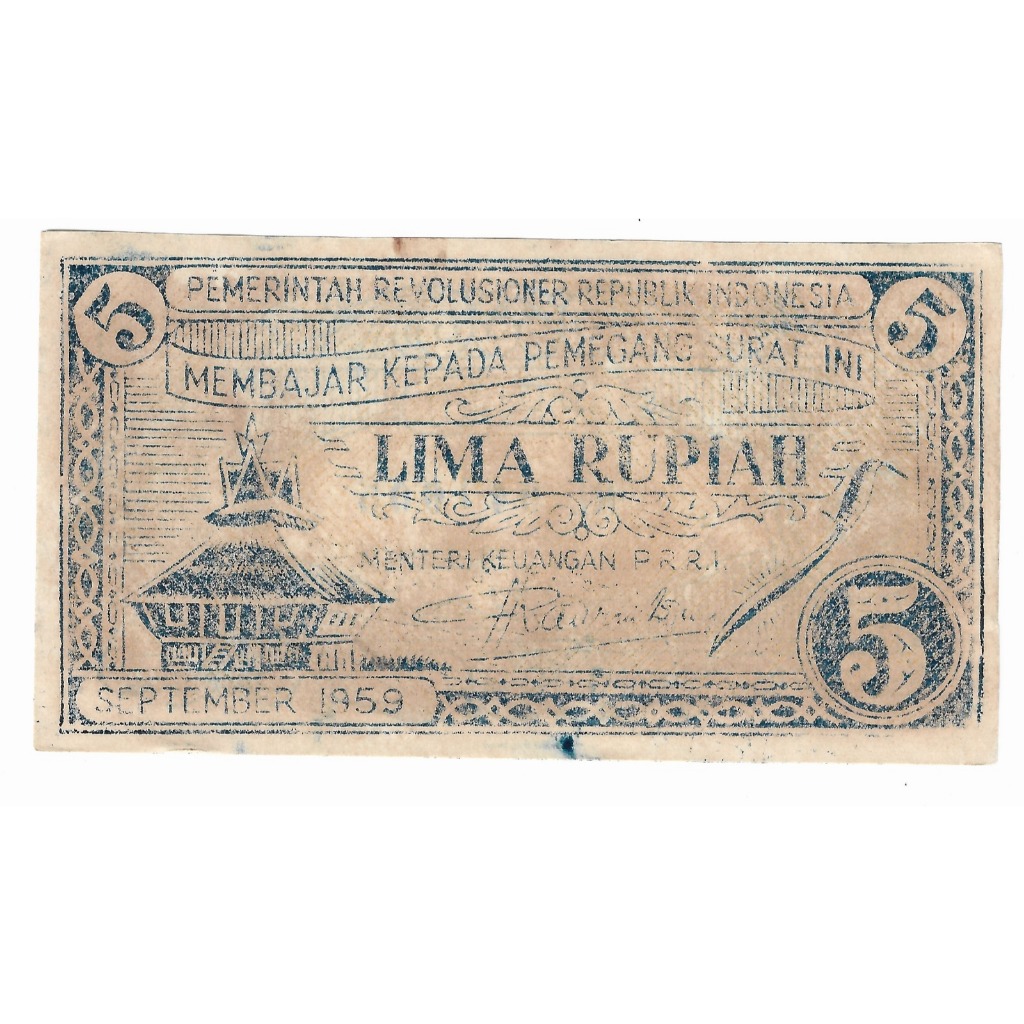 5 PEMERINTAH REVOLUSIONER REPUBLIK INDONESIA 5
MEMBAJAR KEPADA PEMEGANG SURAT INI
LIMA RUPIAH
MENTERI KEUANGAN P.R.R.I.
5
SEPTEMBER 1959